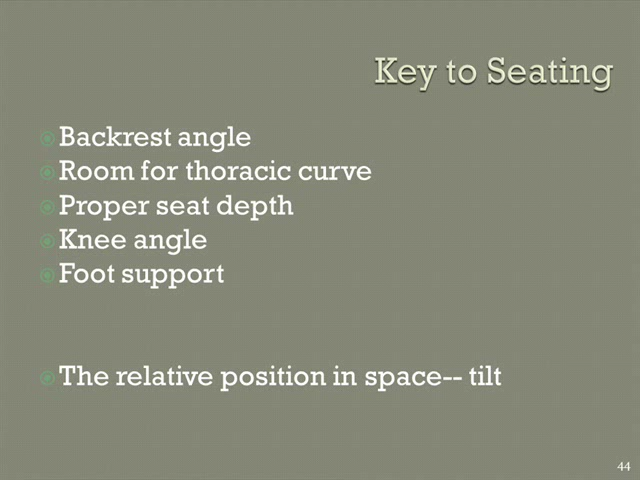 Key to Seating
Backrest angle
Room for thoracic curve
Proper seat depth
Knee angle
Foot support
The relative position in space-- tilt
44